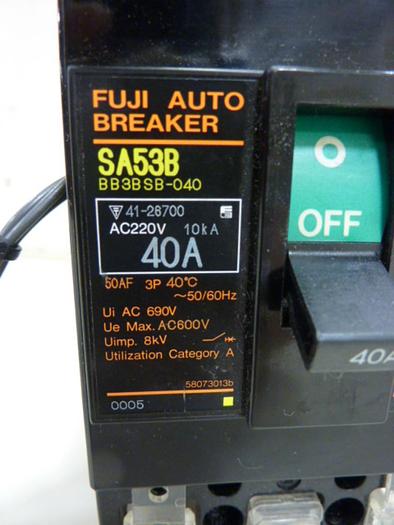 FUJI AUTO
BREAKER
SA53B
BB3BSB-040
41-26700
AC220V 10kA
40A
50AF 3P 40°C
~50/60Hz
Ui AC 690V
Ue Max. AC600V
Uimp. 8kV
Utilization Category A
58073013b
0005
O
OFF
40A